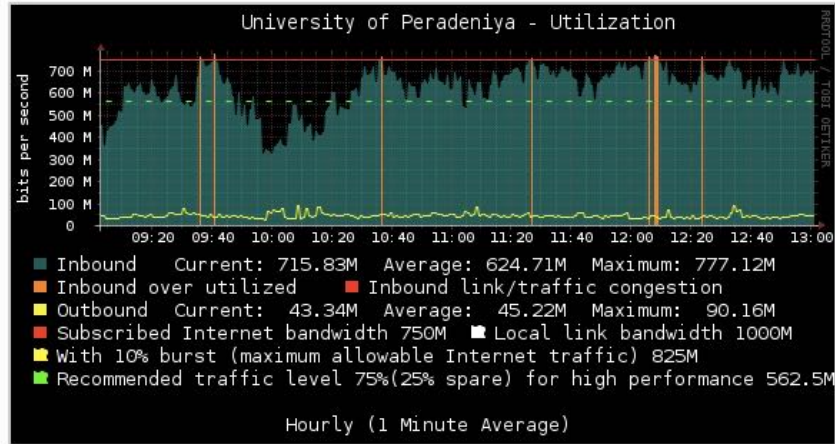 University of Peradeniya - Utilization
RRDTOOL / TOBI OETIKER
bits per second
700 M
600 M
500 M
400 M
300 M
200 M
100 M
0
09:20 09:40 10:00 10:20 10:40 11:00 11:20 11:40 12:00 12:20 12:40 13:00
Inbound Current: 715.83M Average: 624.71M Maximum: 777.12M
Inbound over utilized Inbound link/traffic congestion
Outbound Current: 43.34M Average: 45.22M Maximum: 90.16M
Subscribed Internet bandwidth 750M Local link bandwidth 1000M
With 10% burst (maximum allowable Internet traffic) 825M
Recommended traffic level 75%(25% spare) for high performance 562.5M
Hourly (1 Minute Average)